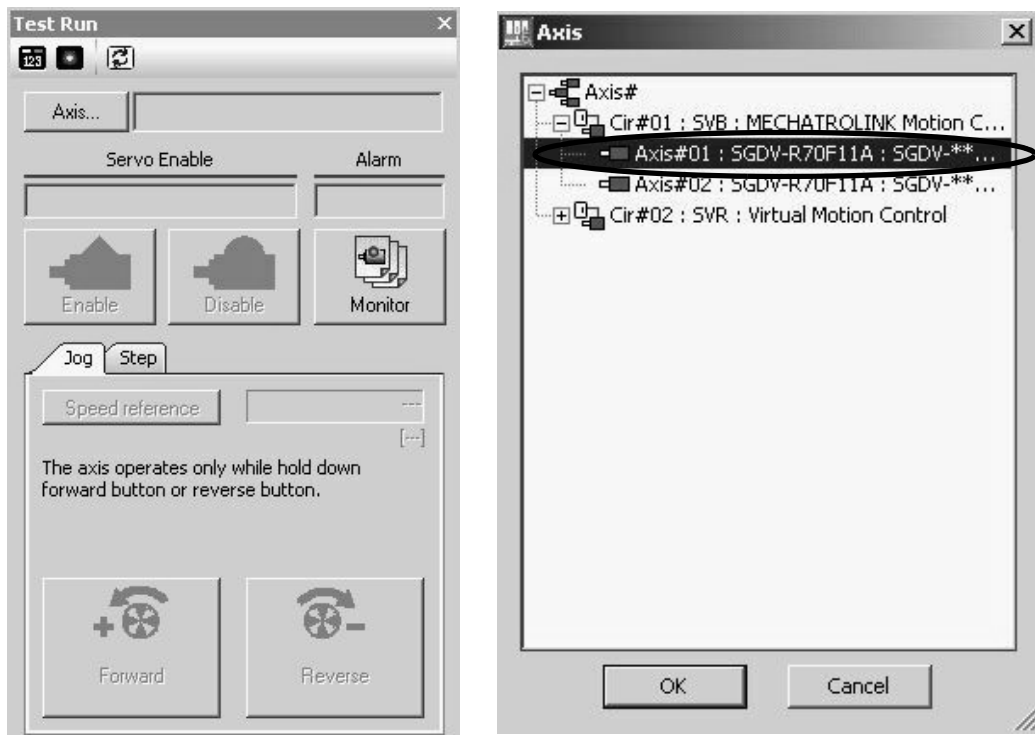 Test Run
123
Axis...
Servo Enable
Alarm
Enable
Disable
Monitor
Jog
Step
Speed reference
---
[---]
The axis operates only while hold down
forward button or reverse button.
+
Forward
-
Reverse
Axis
Axis#
Cir#01 : SVB : MECHATROLINK Motion C...
Axis#01 : SGDV-R70F11A : SGDV-**...
Axis#02 : SGDV-R70F11A : SGDV-**...
Cir#02 : SVR : Virtual Motion Control
OK
Cancel